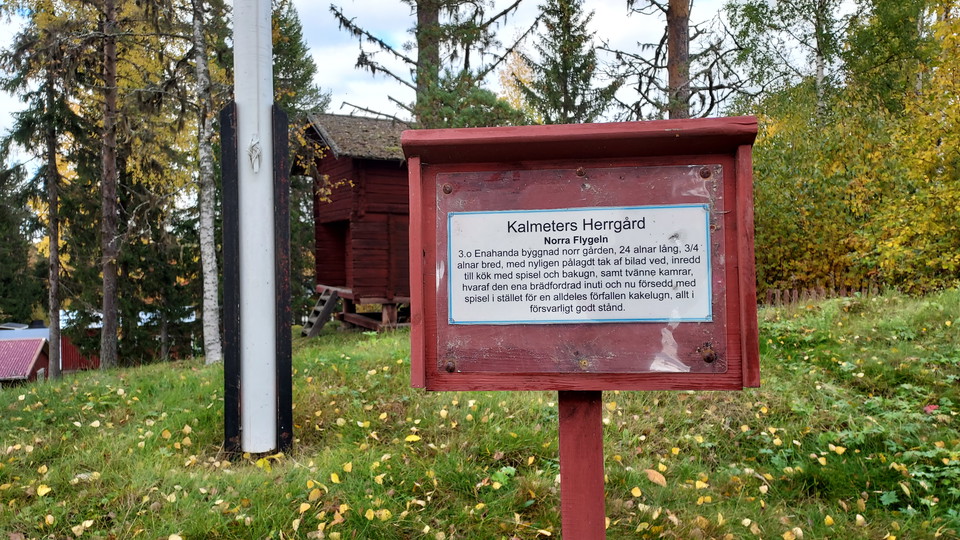 Kalmeters Herrgård
Norra Flygeln
3.o Enahanda byggnad norr gården, 24 alnar lång, 3/4
alnar bred, med nyligen pålagdt tak af bilad ved, inredd
till kök med spisel och bakugn, samt tvänne kamrar,
hvaraf den ena brädfordrad inuti och nu försedd med
spisel i stället för en alldeles förfallen kakelugn, allt i
försvarligt godt stånd.